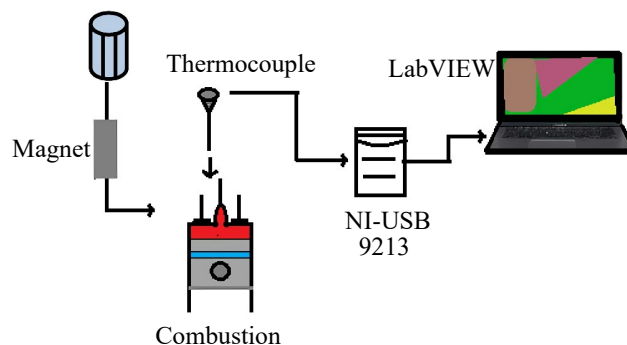 Thermocouple
LabVIEW
Magnet
NI-USB
9213
Combustion